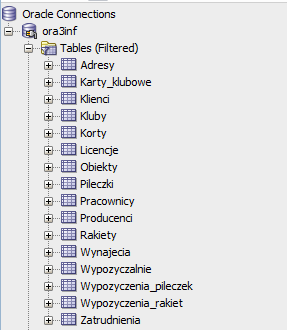 Oracle Connections
ora3inf
Tables (Filtered)
Adresy
Karty_klubowe
Klienci
Kluby
Korty
Licencje
Obiekty
Pileczki
Pracownicy
Producenci
Rakiety
Wynajecia
Wypozyczalnie
Wypozyczenia_pileczek
Wypozyczenia_rakiet
Zatrudnienia